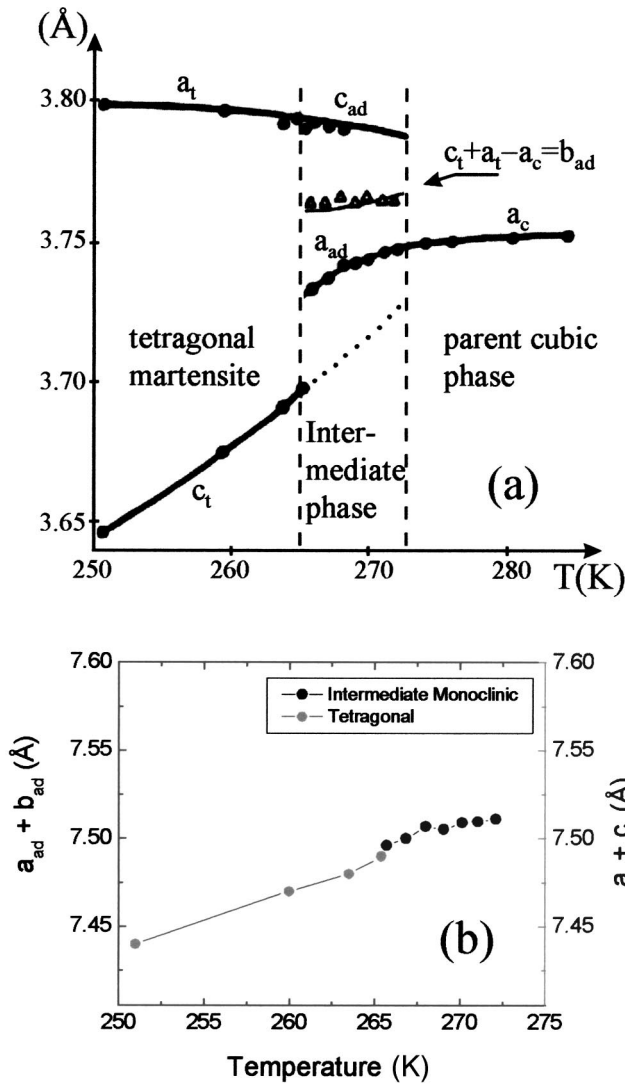 (Å)
3.80
a_t
c_ad
c_t+a_t−a_c=b_ad
3.75
a_ad
a_c
tetragonal
martensite
parent cubic
phase
3.70
Inter-
mediate
phase
(a)
c_t
3.65
250 260 270 280 T(K)
7.60 7.60
Intermediate Monoclinic
Tetragonal
7.55 7.55
a_ad + b_ad (Å)
a + c (Å)
7.50 7.50
7.45 7.45
(b)
250 255 260 265 270 275
Temperature (K)